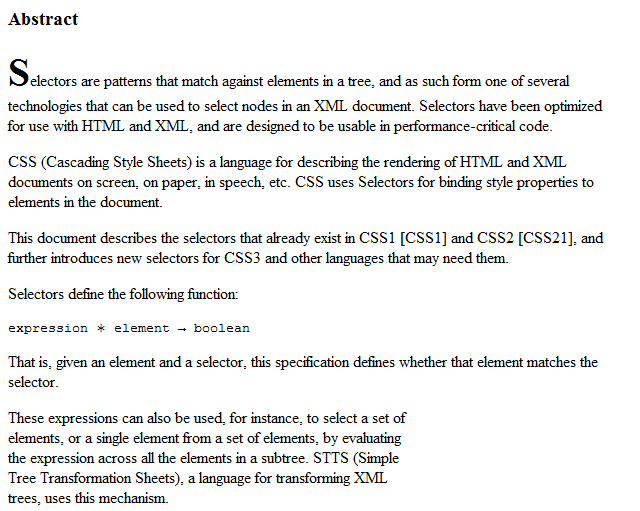 Abstract
Selectors are patterns that match against elements in a tree, and as such form one of several
technologies that can be used to select nodes in an XML document. Selectors have been optimized
for use with HTML and XML, and are designed to be usable in performance-critical code.
CSS (Cascading Style Sheets) is a language for describing the rendering of HTML and XML
documents on screen, on paper, in speech, etc. CSS uses Selectors for binding style properties to
elements in the document.
This document describes the selectors that already exist in CSS1 [CSS1] and CSS2 [CSS21], and
further introduces new selectors for CSS3 and other languages that may need them.
Selectors define the following function:
expression * element → boolean
That is, given an element and a selector, this specification defines whether that element matches the
selector.
These expressions can also be used, for instance, to select a set of
elements, or a single element from a set of elements, by evaluating
the expression across all the elements in a subtree. STTS (Simple
Tree Transformation Sheets), a language for transforming XML
trees, uses this mechanism.